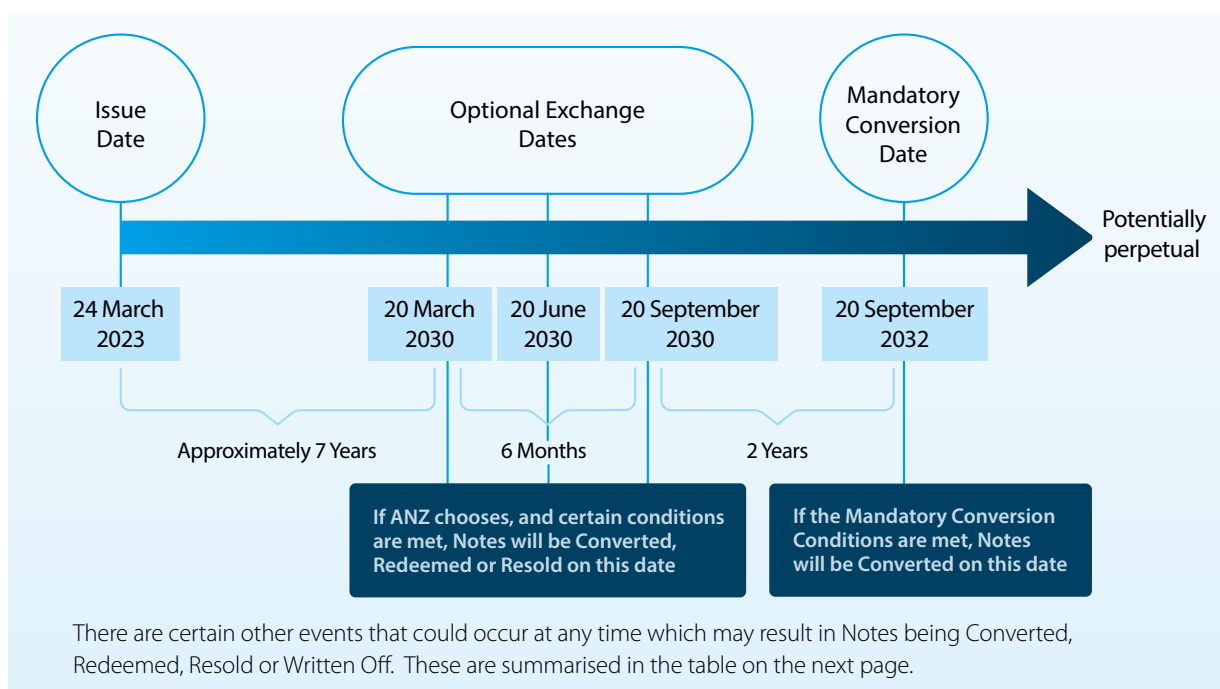 Issue
Date
Optional Exchange
Dates
Mandatory
Conversion
Date
Potentially
perpetual
24 March
2023
20 March
2030
20 June
2030
20 September
2030
20 September
2032
Approximately 7 Years
6 Months
2 Years
If ANZ chooses, and certain conditions
are met, Notes will be Converted,
Redeemed or Resold on this date
If the Mandatory Conversion
Conditions are met, Notes
will be Converted on this date
There are certain other events that could occur at any time which may result in Notes being Converted,
Redeemed, Resold or Written Off.  These are summarised in the table on the next page.